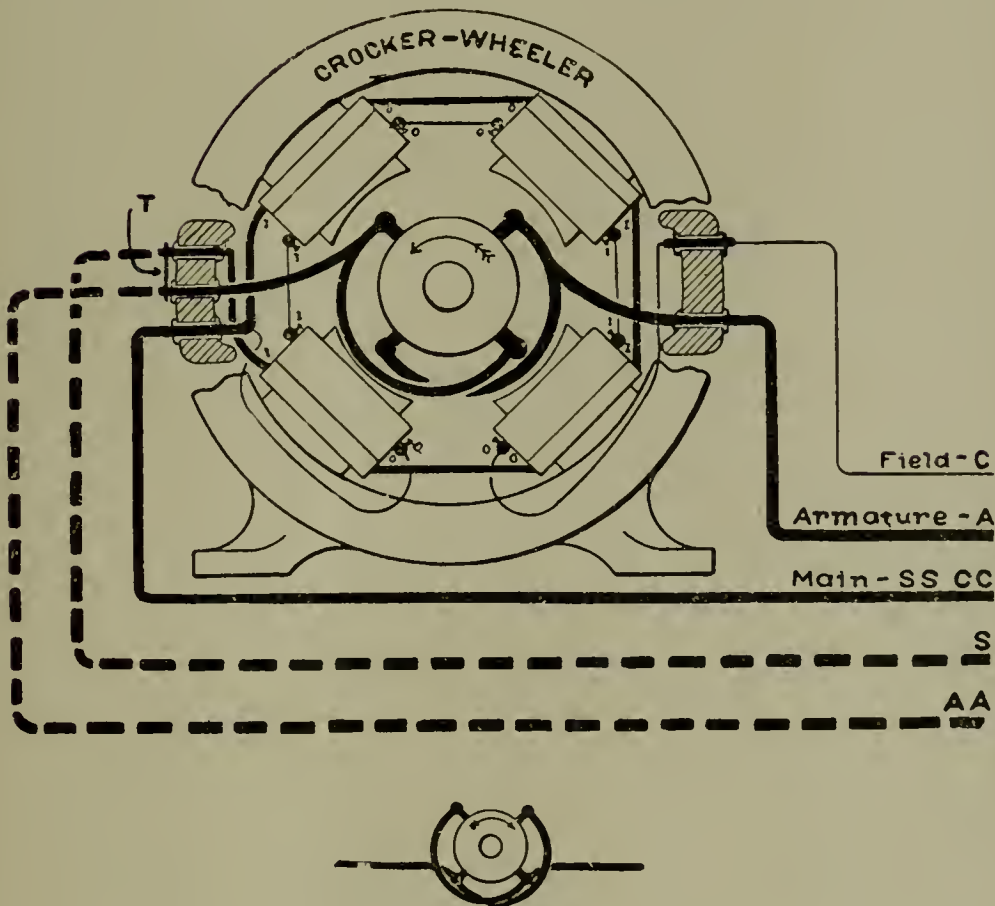 CROCKER-WHEELER
T
Field-C
Armature-A
Main-SS CC
S
AA